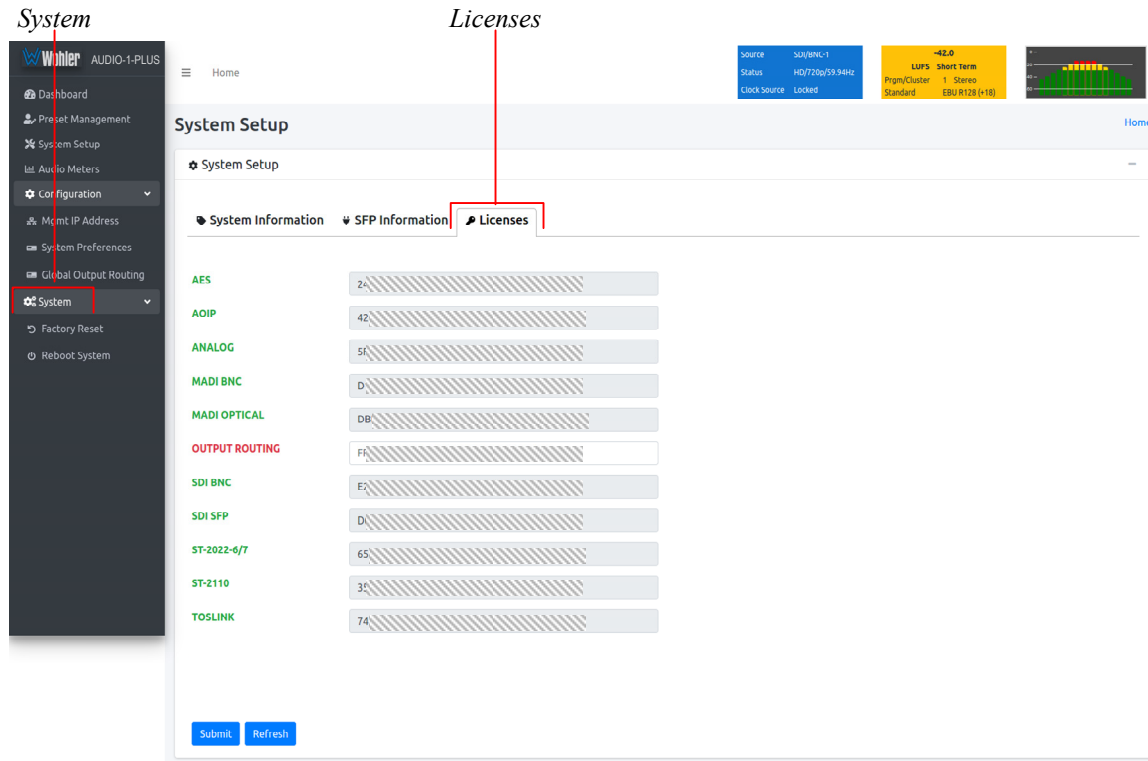 System
Licenses
Wohler AUDIO-1-PLUS
Dashboard
Preset Management
System Setup
Audio Meters
Configuration
Mgmt IP Address
System Preferences
Global Output Routing
System
Factory Reset
Reboot System
Home
Source SDI/BNC-1
Status HD/720p/59.94Hz
Clock Source Locked
-42.0
LUFS Short Term
Prgm/Cluster 1 Stereo
Standard EBU R128 (+18)
System Setup
Home
System Setup
System Information SFP Information Licenses
AES 24
AOIP 42
ANALOG
MADI BNC D
MADI OPTICAL DB
OUTPUT ROUTING
SDI BNC
SDI SFP
ST-2022-6/7 65
ST-2110
TOSLINK 74
Submit Refresh